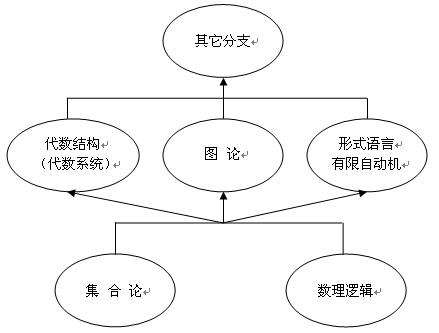 其它分支
代数结构
（代数系统）
图 论
形式语言
有限自动机
集 合 论
数理逻辑